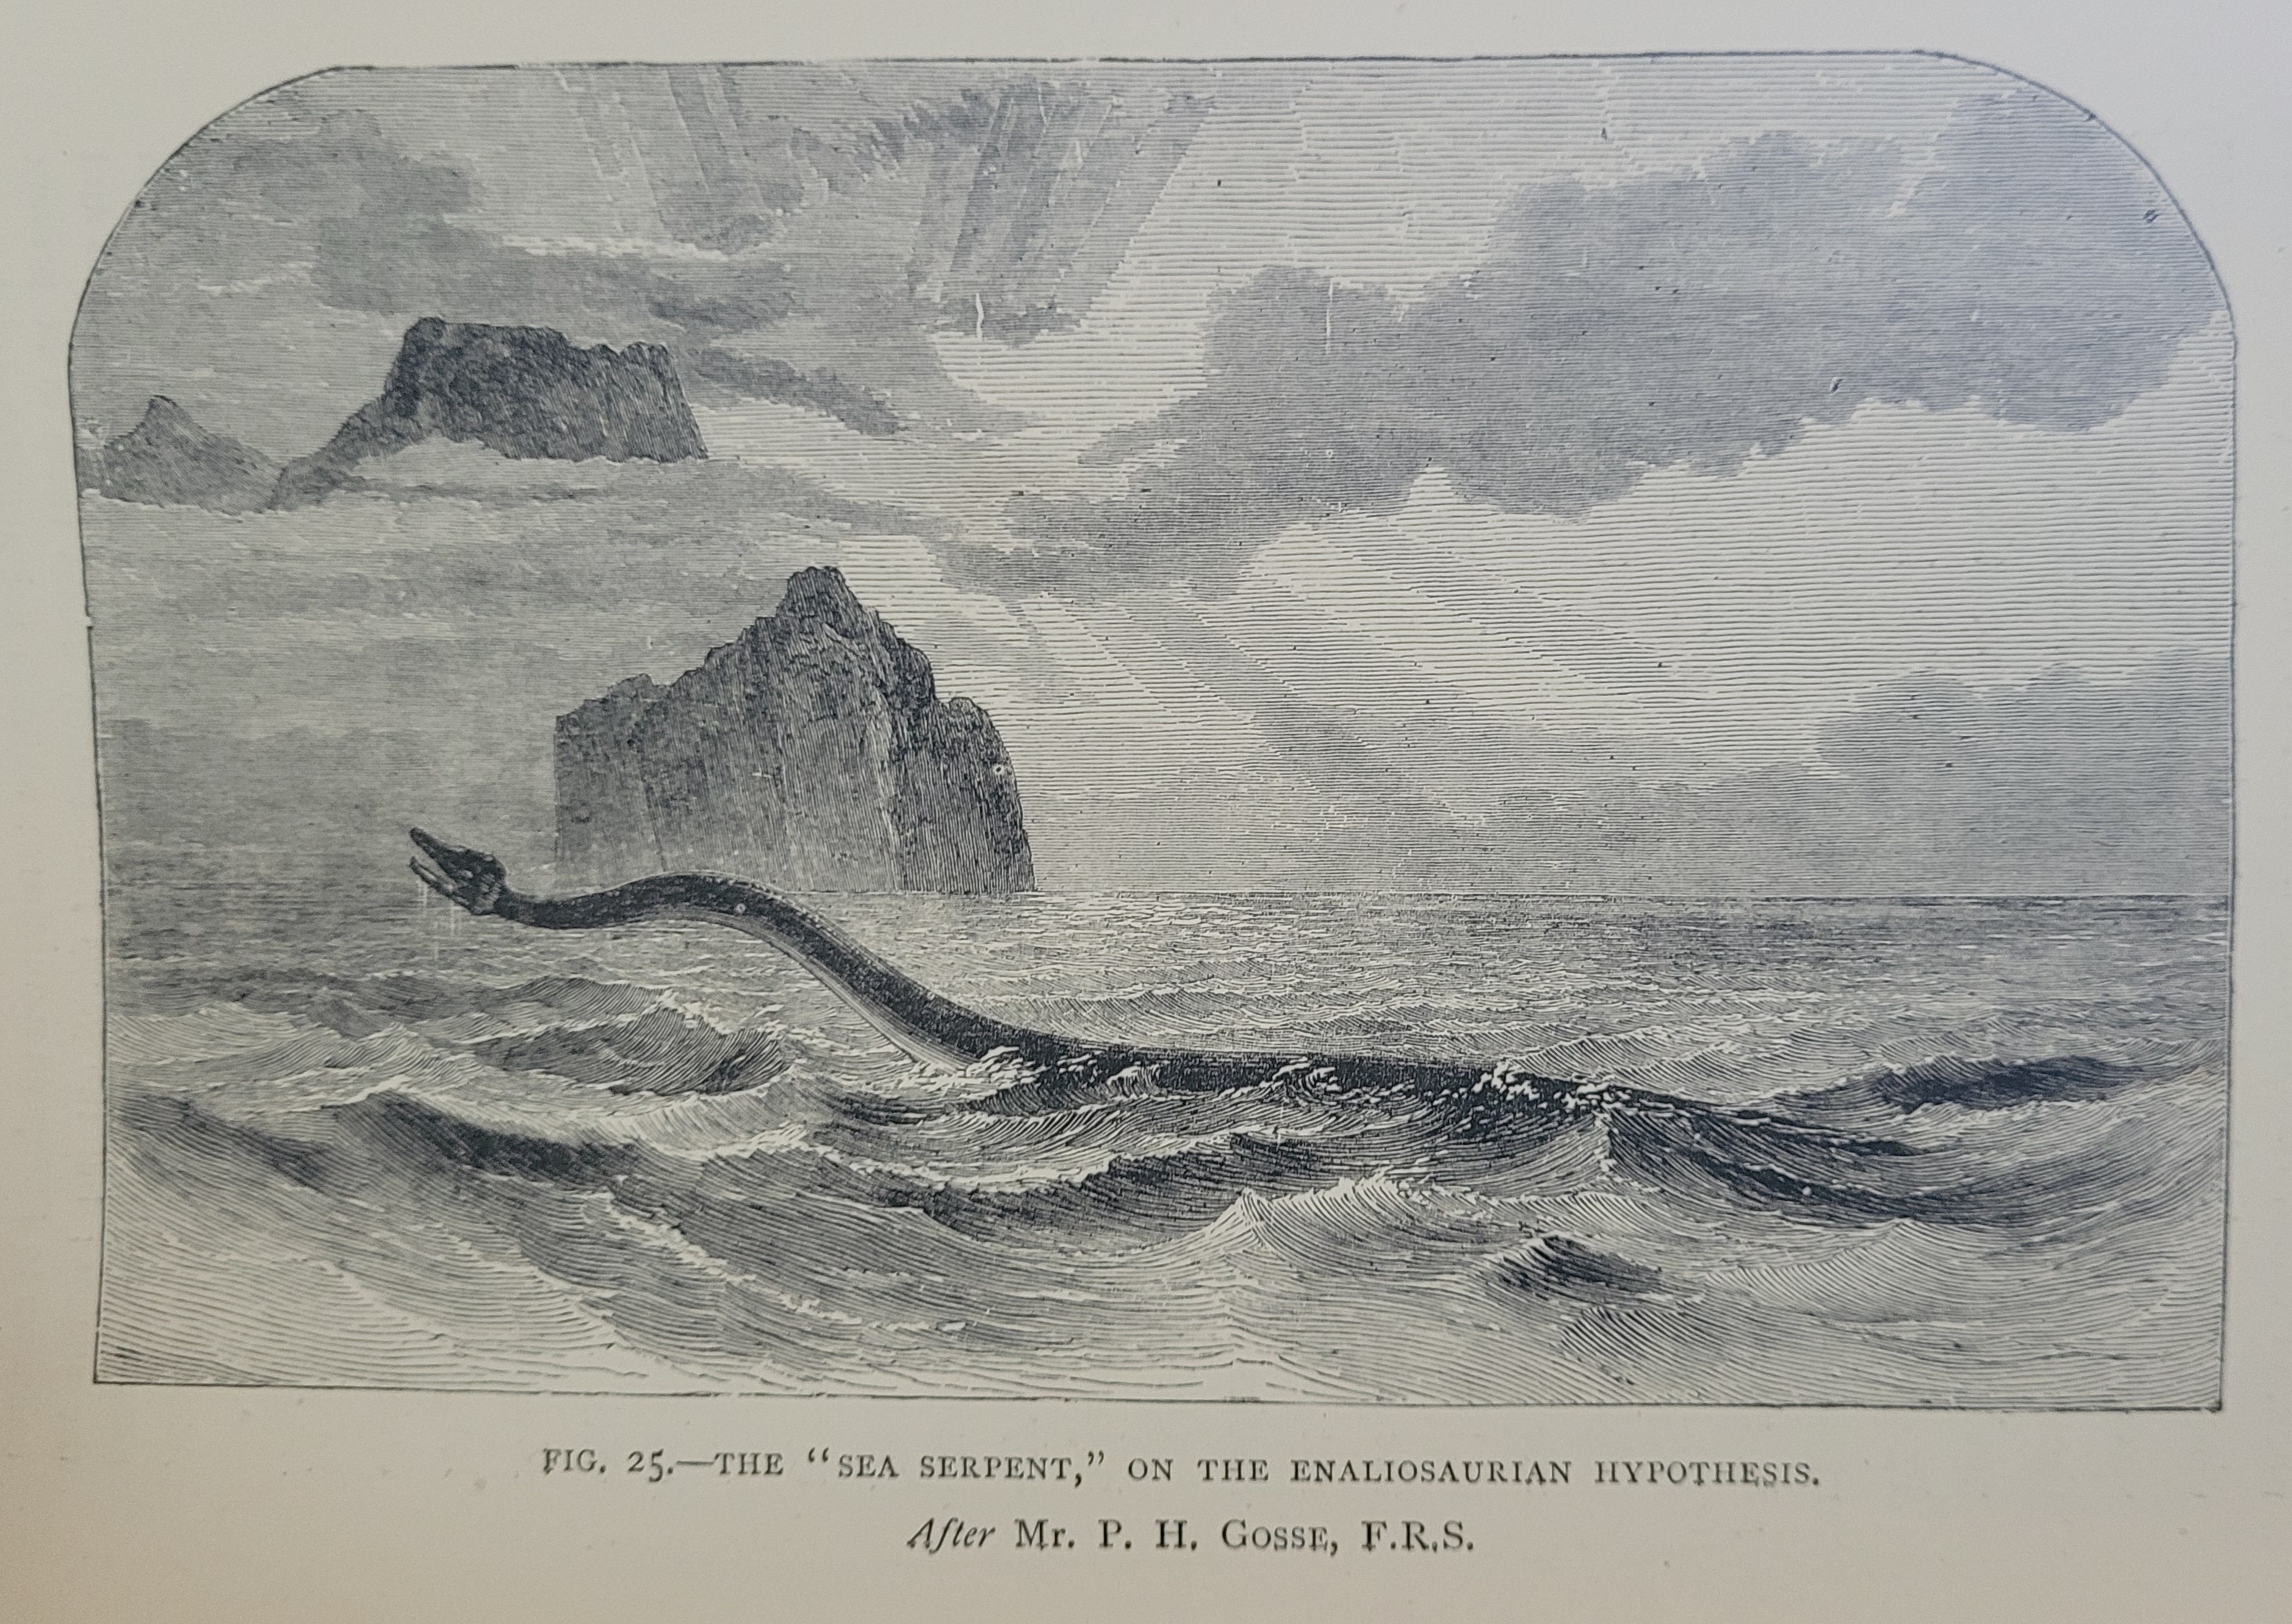 FIG. 25.—THE “SEA SERPENT,” ON THE ENALIOSAURIAN HYPOTHESIS.
After Mr. P. H. Gosse, F.R.S.